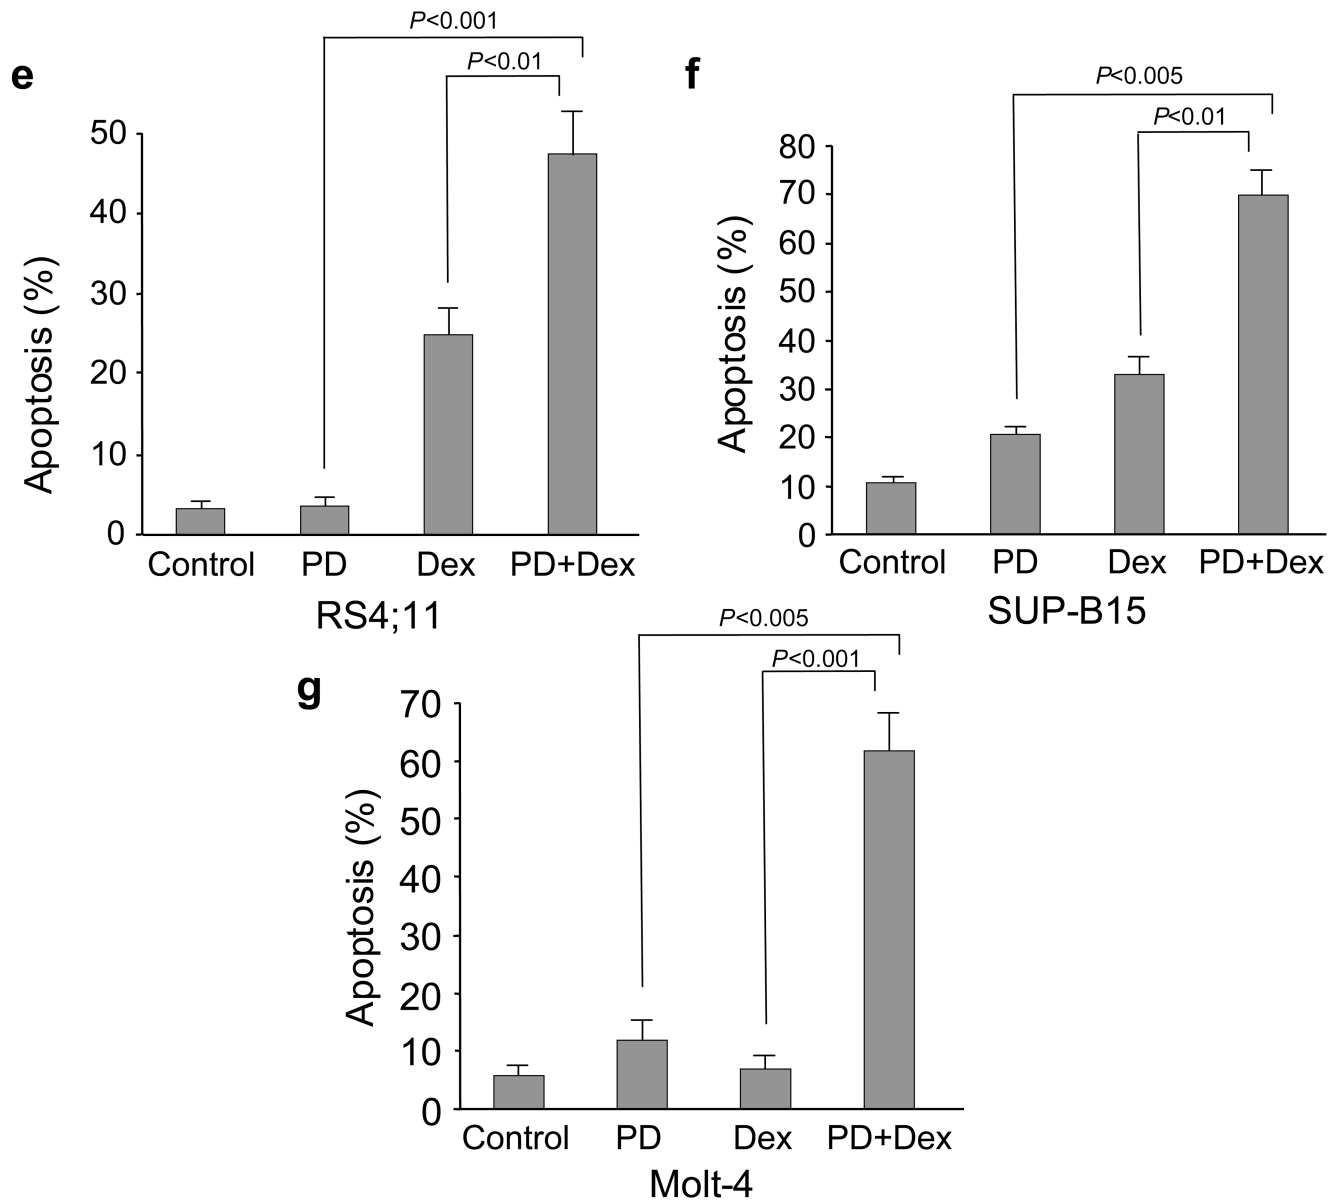 e
P<0.001
P<0.01
50
40
30
20
10
0
Apoptosis (%)
Control PD Dex PD+Dex
RS4;11
f
P<0.005
P<0.01
80
70
60
50
40
30
20
10
0
Apoptosis (%)
Control PD Dex PD+Dex
SUP-B15
g
P<0.005
P<0.001
70
60
50
40
30
20
10
0
Apoptosis (%)
Control PD Dex PD+Dex
Molt-4